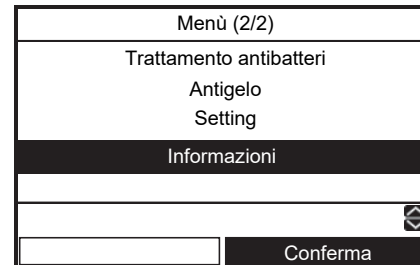 Menù (2/2)
Trattamento antibatteri
Antigelo
Setting
Informazioni
Conferma